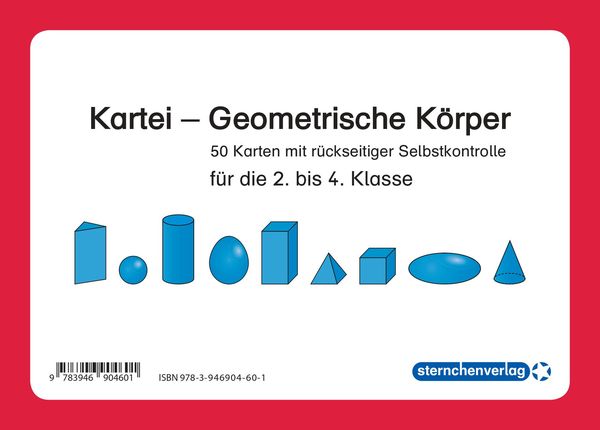 Kartei – Geometrische Körper
50 Karten mit rückseitiger Selbstkontrolle
für die 2. bis 4. Klasse
9 783946 904601
ISBN 978-3-946904-60-1
sternchenverlag